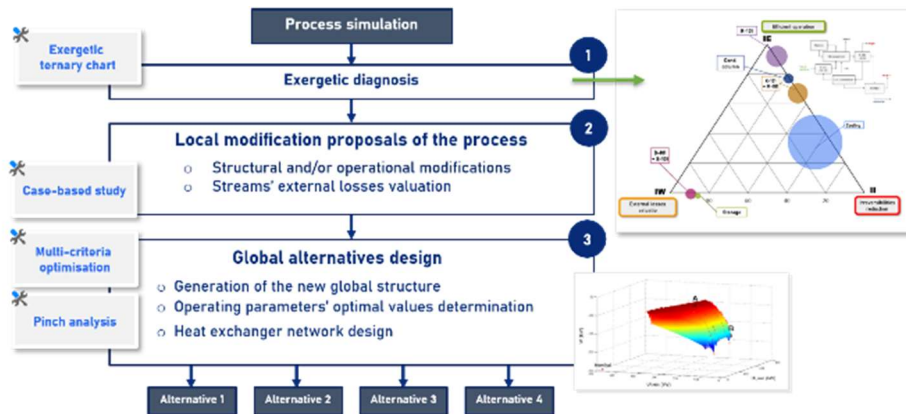 Process simulation
Exergetic
ternary chart
1
Exergetic diagnosis
2
Local modification proposals of the process
Structural and/or operational modifications
Streams' external losses valuation
Case-based study
3
Global alternatives design
Multi-criteria
optimisation
Generation of the new global structure
Operating parameters' optimal values determination
Heat exchanger network design
Pinch analysis
Alternative 1
Alternative 2
Alternative 3
Alternative 4
Efficient operation
IE
Cooling
IW
II
External losses
Irreversibilities
reduction
Storage
A
B
Nominal